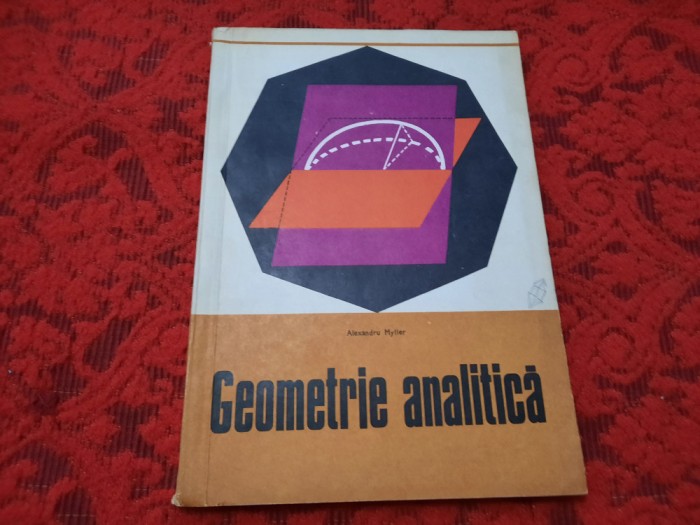 Alexandru Myller
Geometrie analitică